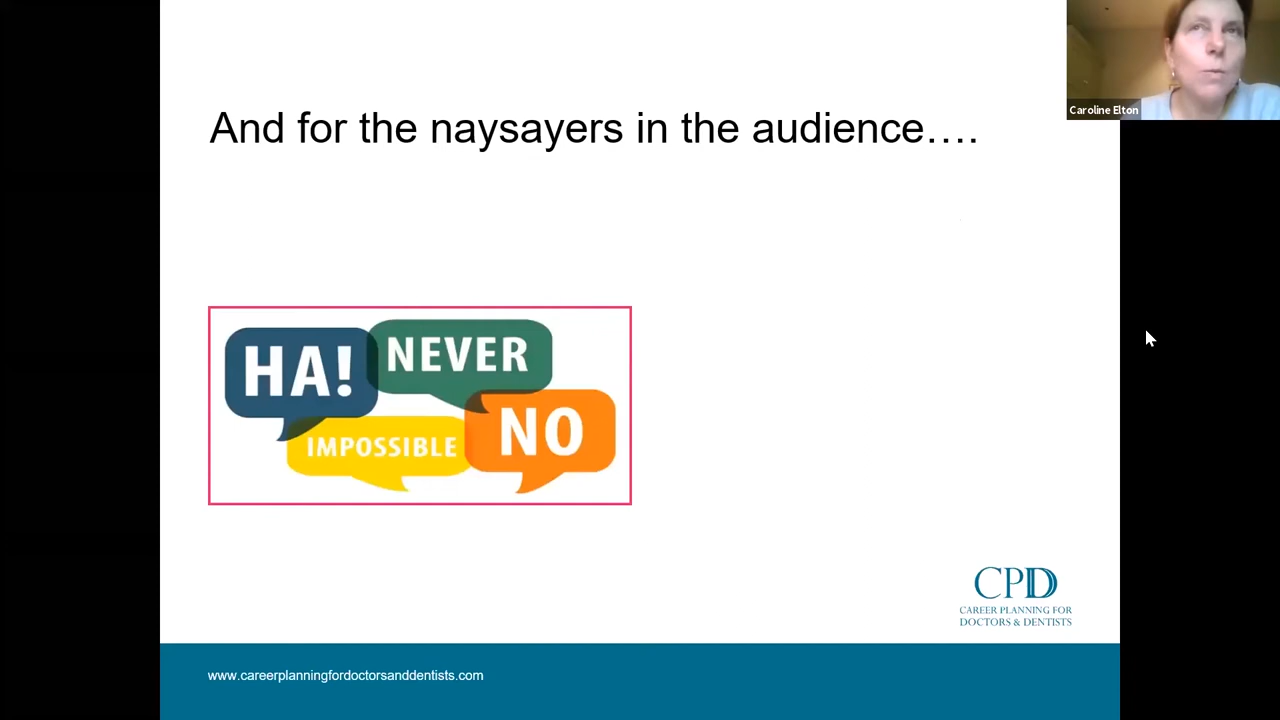 Caroline Elton
And for the naysayers in the audience….
HA!
NEVER
IMPOSSIBLE
NO
CPDD
CAREER PLANNING FOR
DOCTORS & DENTISTS
www.careerplanningfordoctorsanddentists.com